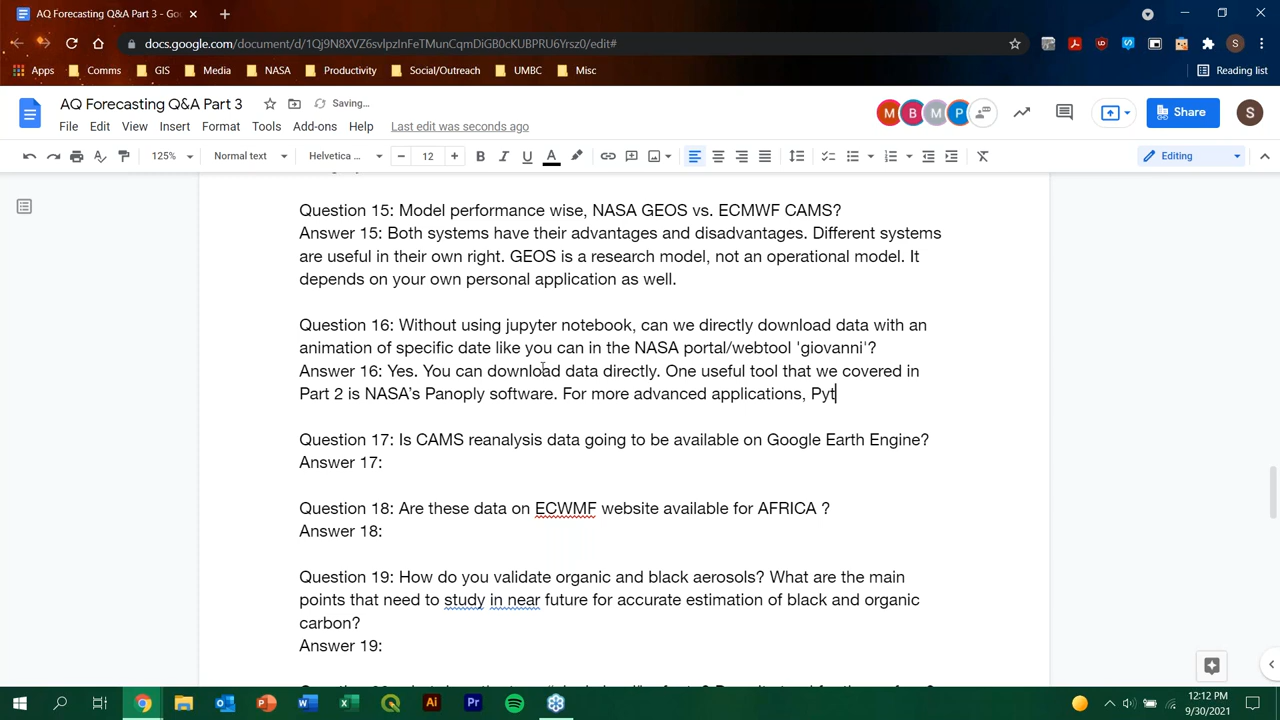 AQ Forecasting Q&A Part 3 - Go
docs.google.com/document/d/1Qj9N8XVZ6svlpzInFeTMunCqmDiGB0cKUBPRU6Yrsz0/edit#
S
Apps Comms GIS Media NASA Productivity Social/Outreach UMBC Misc Reading list
AQ Forecasting Q&A Part 3 Saving...
M B M P Share S
File Edit View Insert Format Tools Add-ons Help Last edit was seconds ago
125% Normal text Helvetica ... 12 B I U A Editing
Question 15: Model performance wise, NASA GEOS vs. ECMWF CAMS?
Answer 15: Both systems have their advantages and disadvantages. Different systems
are useful in their own right. GEOS is a research model, not an operational model. It
depends on your own personal application as well.
Question 16: Without using jupyter notebook, can we directly download data with an
animation of specific date like you can in the NASA portal/webtool 'giovanni'?
Answer 16: Yes. You can download data directly. One useful tool that we covered in
Part 2 is NASA's Panoply software. For more advanced applications, Pyt
Question 17: Is CAMS reanalysis data going to be available on Google Earth Engine?
Answer 17:
Question 18: Are these data on ECWMF website available for AFRICA ?
Answer 18:
Question 19: How do you validate organic and black aerosols? What are the main
points that need to study in near future for accurate estimation of black and organic
carbon?
Answer 19:
12:12 PM
9/30/2021